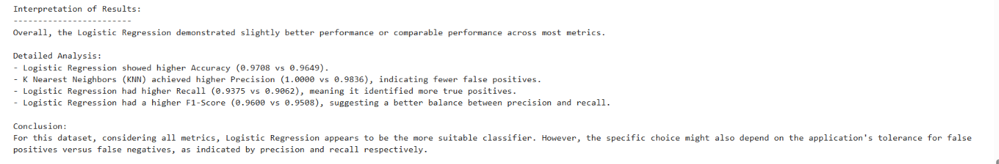 Interpretation of Results:
------------------------
Overall, the Logistic Regression demonstrated slightly better performance or comparable performance across most metrics.
Detailed Analysis:
- Logistic Regression showed higher Accuracy (0.9708 vs 0.9649).
- K Nearest Neighbors (KNN) achieved higher Precision (1.0000 vs 0.9836), indicating fewer false positives.
- Logistic Regression had higher Recall (0.9375 vs 0.9062), meaning it identified more true positives.
- Logistic Regression had a higher F1-Score (0.9600 vs 0.9508), suggesting a better balance between precision and recall.
Conclusion:
For this dataset, considering all metrics, Logistic Regression appears to be the more suitable classifier. However, the specific choice might also depend on the application's tolerance for false
positives versus false negatives, as indicated by precision and recall respectively.